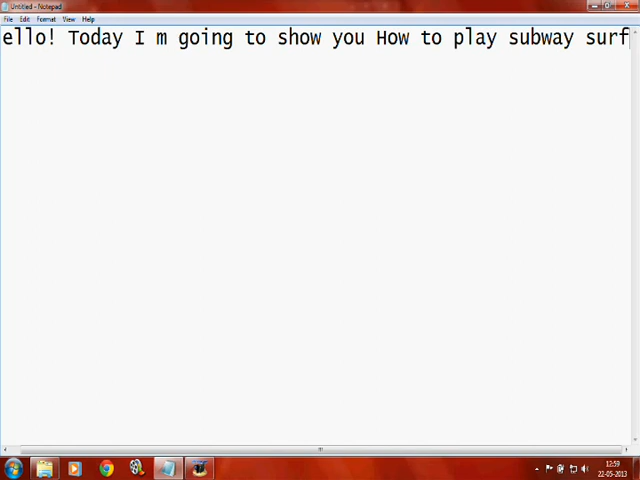 Untitled - Notepad
File Edit Format View Help
ello! Today I m going to show you How to play subway surf
12:59
22-05-2013